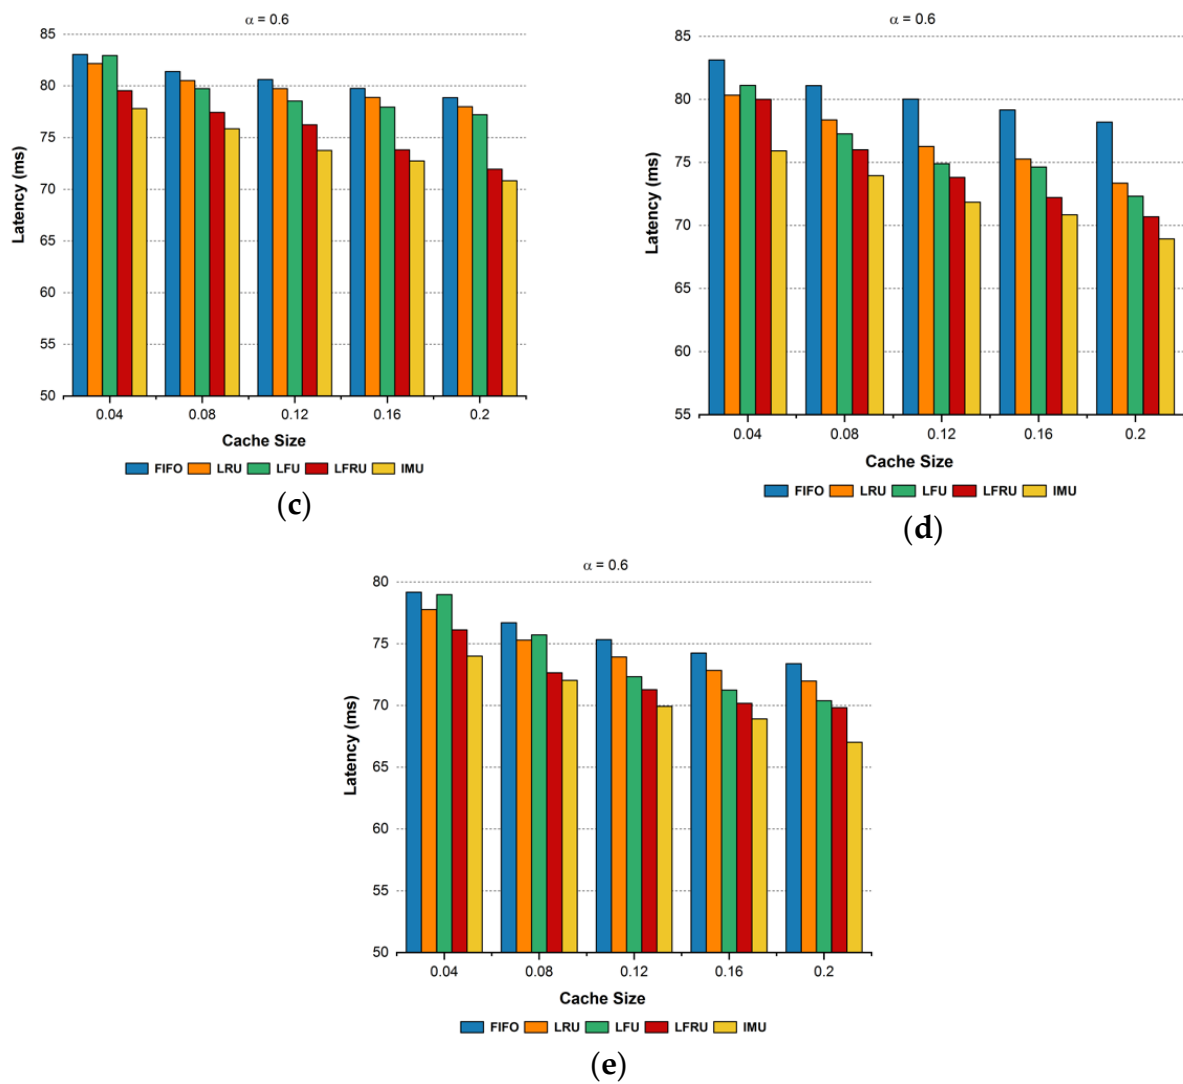 α = 0.6
85
80
75
70
65
60
55
50
Latency (ms)
0.04 0.08 0.12 0.16 0.2
Cache Size
FIFO LRU LFU LFRU IMU
(c)
α = 0.6
85
80
75
70
65
60
55
Latency (ms)
0.04 0.08 0.12 0.16 0.2
Cache Size
FIFO LRU LFU LFRU IMU
(d)
α = 0.6
80
75
70
65
60
55
50
Latency (ms)
0.04 0.08 0.12 0.16 0.2
Cache Size
FIFO LRU LFU LFRU IMU
(e)